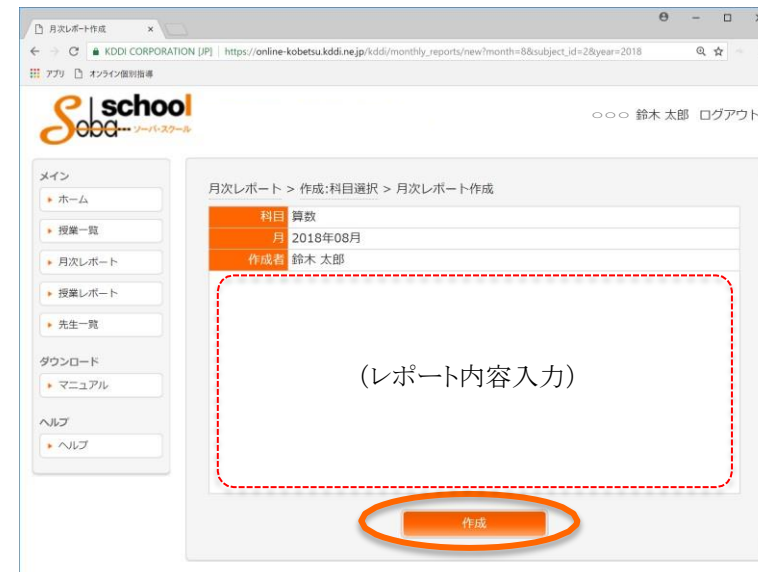 月次レポート作成
KDDI CORPORATION [JP] https://online-kobetsu.kddi.ne.jp/kddi/monthly_reports/new?month=8&subject_id=2&year=2018
アプリ オンライン個別指導
Soba school
ソーバ・スクール
○○○ 鈴木 太郎 ログアウト
メイン
ホーム
授業一覧
月次レポート
授業レポート
先生一覧
ダウンロード
マニュアル
ヘルプ
ヘルプ
月次レポート > 作成:科目選択 > 月次レポート作成
科目 算数
月 2018年08月
作成者 鈴木 太郎
(レポート内容入力)
作成